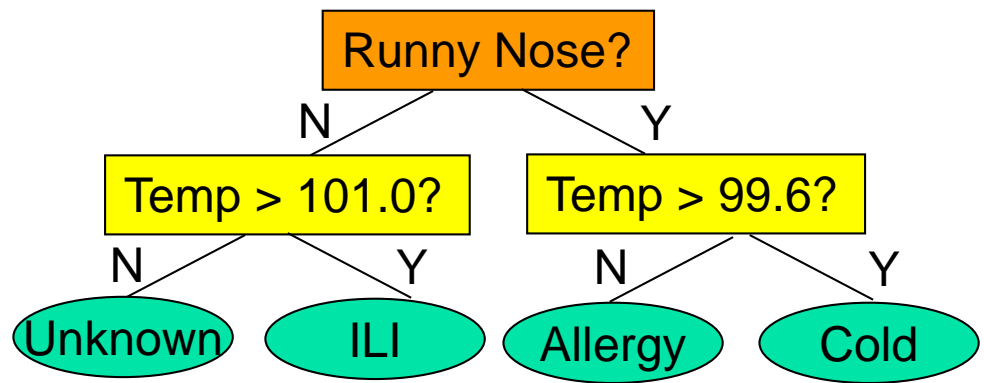 Runny Nose?
N
Y
Temp > 101.0?
Temp > 99.6?
N
Y
N
Y
Unknown
ILI
Allergy
Cold